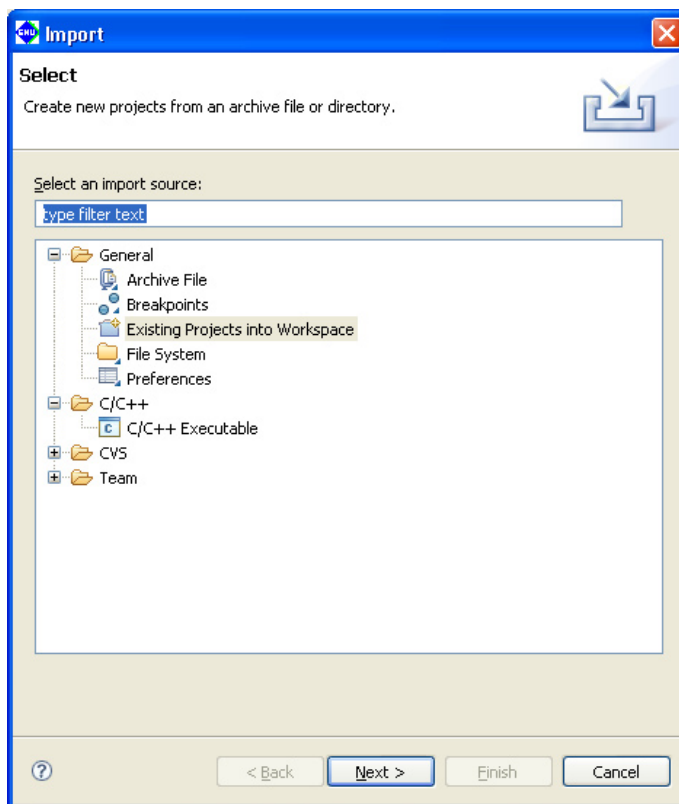 GNU Import
Select
Create new projects from an archive file or directory.
Select an import source:
type filter text
General
Archive File
Breakpoints
Existing Projects into Workspace
File System
Preferences
C/C++
C C/C++ Executable
CVS
Team
? < Back Next > Finish Cancel